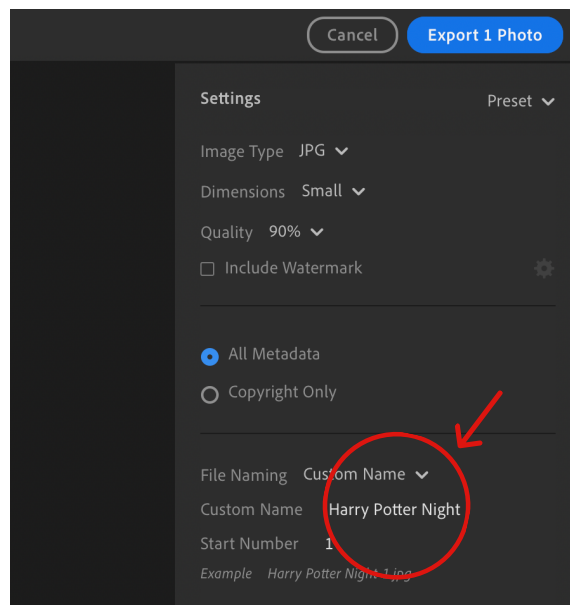 Cancel Export 1 Photo
Settings Preset
Image Type JPG
Dimensions Small
Quality 90%
Include Watermark
All Metadata
Copyright Only
File Naming Custom Name
Custom Name Harry Potter Night
Start Number 1
Example Harry Potter Night-1.jpg